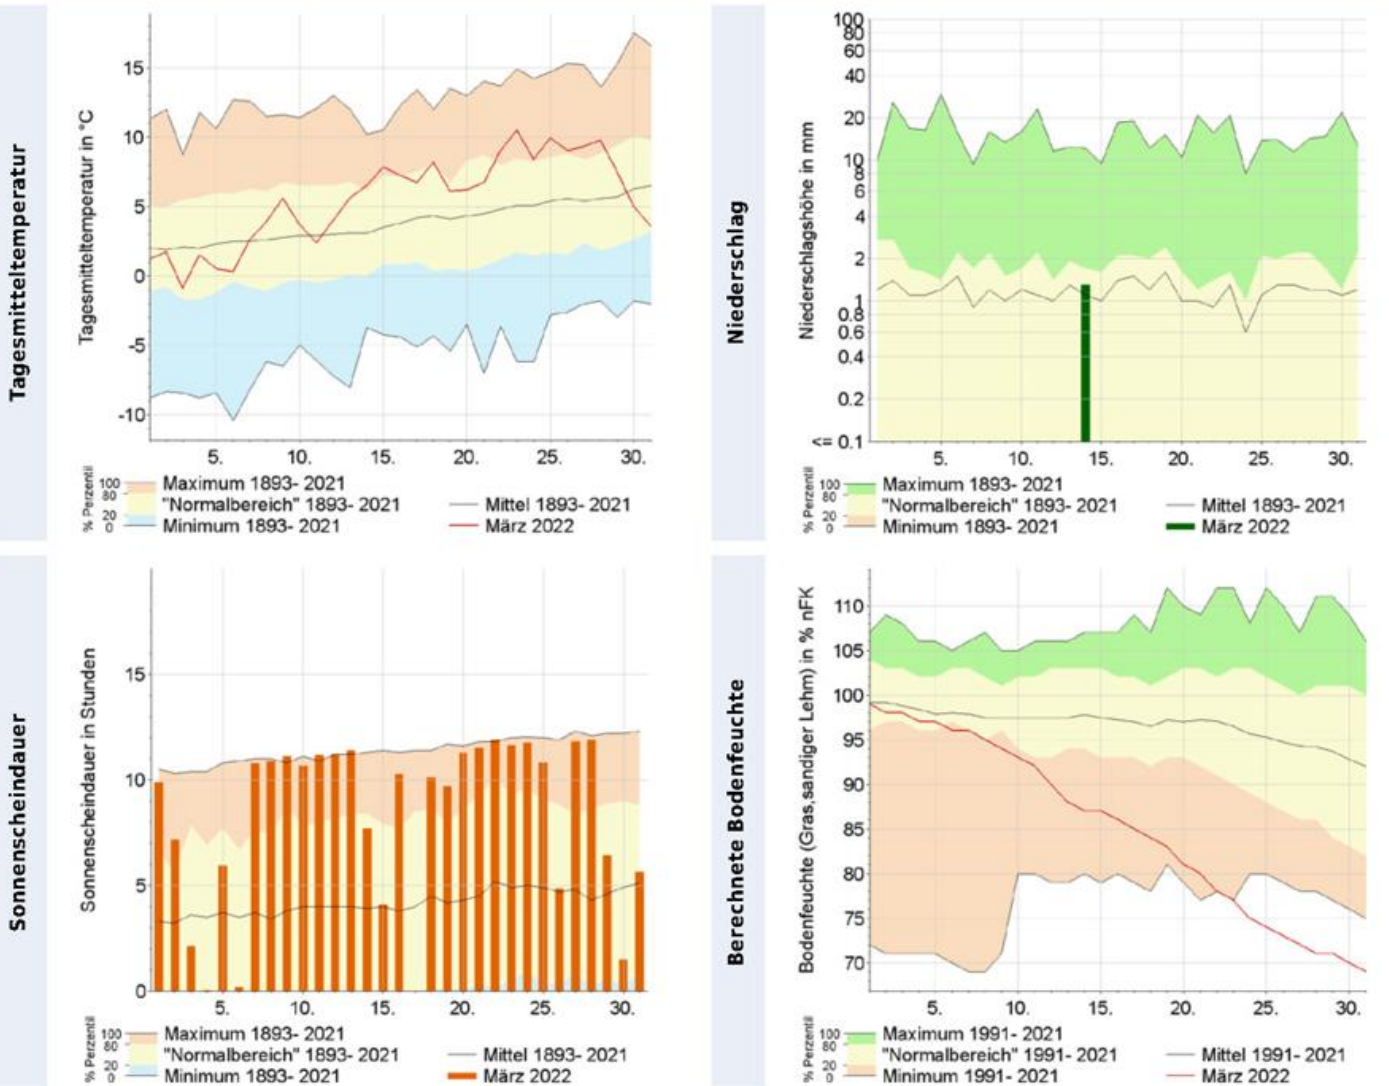 Tagesmitteltemperatur
Tagesmitteltemperatur in °C
15
10
5
0
-5
-10
5. 10. 15. 20. 25. 30.
% Perzentil
100
80
20
0
Maximum 1893- 2021
"Normalbereich" 1893- 2021
Minimum 1893- 2021
Mittel 1893- 2021
März 2022
Niederschlag
Niederschlagshöhe in mm
100
80
60
40
20
10
8
6
4
2
1
0.8
0.6
0.4
0.2
<= 0.1
5. 10. 15. 20. 25. 30.
% Perzentil
100
80
20
0
Maximum 1893- 2021
"Normalbereich" 1893- 2021
Minimum 1893- 2021
Mittel 1893- 2021
März 2022
Sonnenscheindauer
Sonnenscheindauer in Stunden
15
10
5
0
5. 10. 15. 20. 25. 30.
% Perzentil
100
80
20
0
Maximum 1893- 2021
"Normalbereich" 1893- 2021
Minimum 1893- 2021
Mittel 1893- 2021
März 2022
Berechnete Bodenfeuchte
Bodenfeuchte (Gras,sandiger Lehm) in % nFK
110
105
100
95
90
85
80
75
70
5. 10. 15. 20. 25. 30.
% Perzentil
100
80
20
0
Maximum 1991- 2021
"Normalbereich" 1991- 2021
Minimum 1991- 2021
Mittel 1991- 2021
März 2022